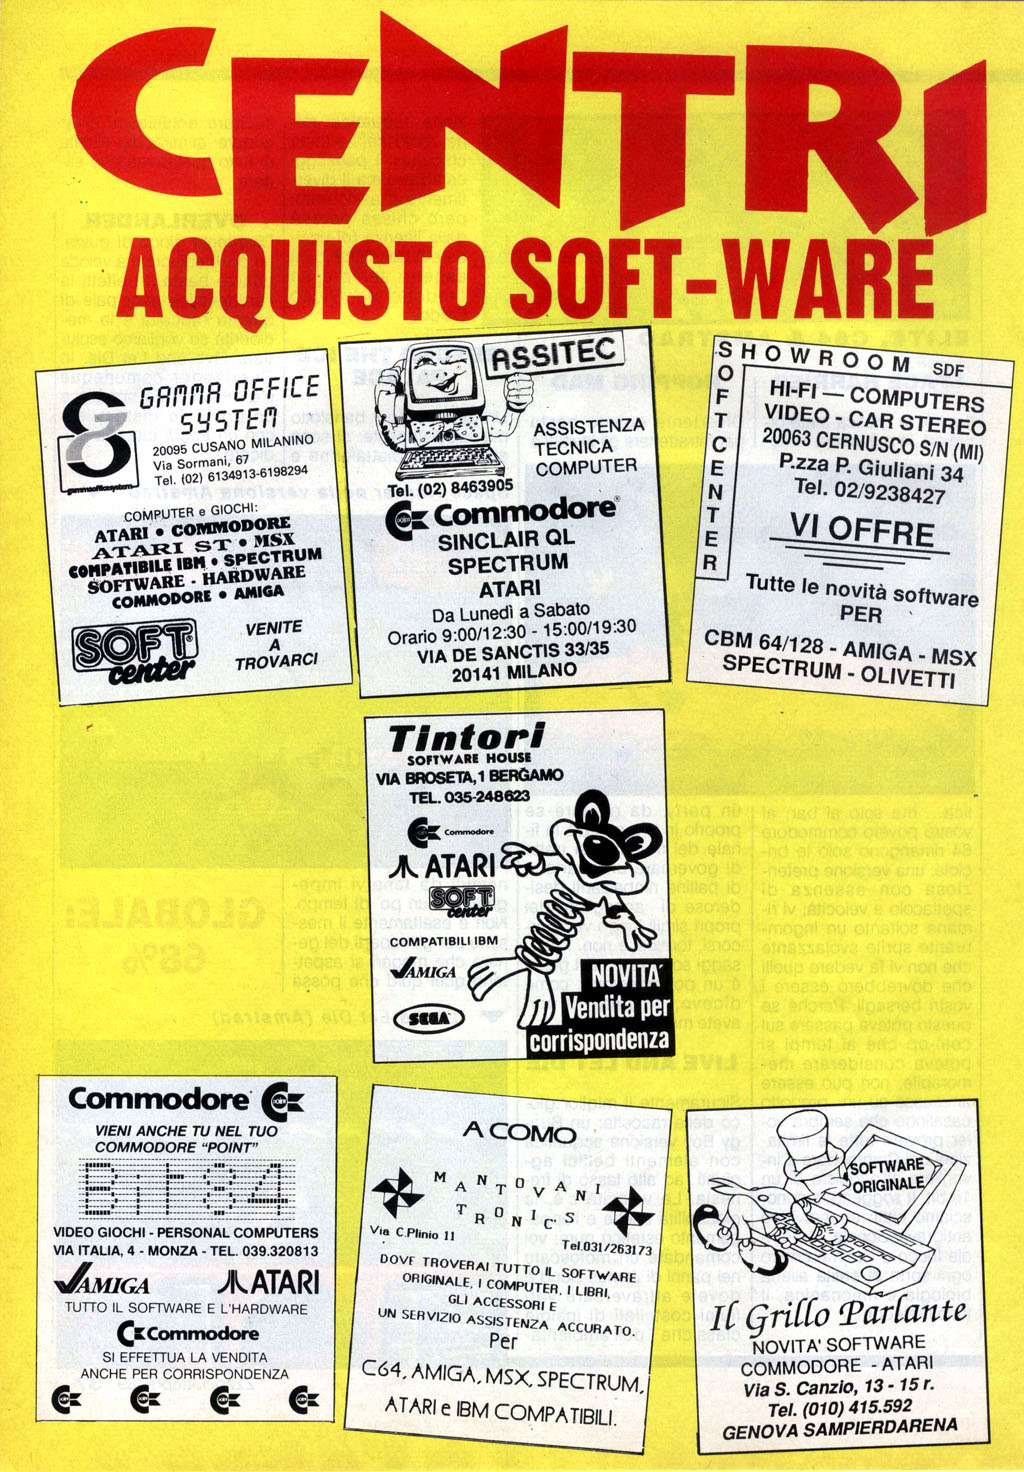 CENTRI
ACQUISTO SOFT-WARE
GAMMA OFFICE
SYSTEM
20095 CUSANO MILANINO
Via Sormani, 67
Tel. (02) 6134913-6198294
gammaofficesystem
COMPUTER e GIOCHI:
ATARI • COMMODORE
ATARI ST • MSX
COMPATIBILE IBM • SPECTRUM
SOFTWARE - HARDWARE
COMMODORE • AMIGA
SOFT
center
VENITE
A
TROVARCI
ASSITEC
ASSISTENZA
TECNICA
COMPUTER
Tel. (02) 8463905
Commodore
SINCLAIR QL
SPECTRUM
ATARI
Da Lunedì a Sabato
Orario 9:00/12:30 - 15:00/19:30
VIA DE SANCTIS 33/35
20141 MILANO
SHOWROOM SDF
SOFTCENTER
HI-FI — COMPUTERS
VIDEO - CAR STEREO
20063 CERNUSCO S/N (MI)
P.zza P. Giuliani 34
Tel. 02/9238427
VI OFFRE
Tutte le novità software
PER
CBM 64/128 - AMIGA - MSX
SPECTRUM - OLIVETTI
Tintori
SOFTWARE HOUSE
VIA BROSETA, 1 BERGAMO
TEL. 035-248623
Commodore
ATARI
SOFT
center
COMPATIBILI IBM
AMIGA
SEGA
NOVITA'
Vendita per
corrispondenza
Commodore
VIENI ANCHE TU NEL TUO
COMMODORE "POINT"
BIT 84
VIDEO GIOCHI - PERSONAL COMPUTERS
VIA ITALIA, 4 - MONZA - TEL. 039.320813
AMIGA ATARI
TUTTO IL SOFTWARE E L'HARDWARE
Commodore
SI EFFETTUA LA VENDITA
ANCHE PER CORRISPONDENZA
A COMO
MANTOVANI
TRONIC'S
Via C.Plinio 11
Tel.031/263173
DOVE TROVERAI TUTTO IL SOFTWARE
ORIGINALE, I COMPUTER, I LIBRI,
GLI ACCESSORI E
UN SERVIZIO ASSISTENZA ACCURATO.
Per
C64, AMIGA, MSX, SPECTRUM,
ATARI e IBM COMPATIBILI.
SOFTWARE
ORIGINALE
Il Grillo Parlante
NOVITA' SOFTWARE
COMMODORE - ATARI
Via S. Canzio, 13 - 15 r.
Tel. (010) 415.592
GENOVA SAMPIERDARENA